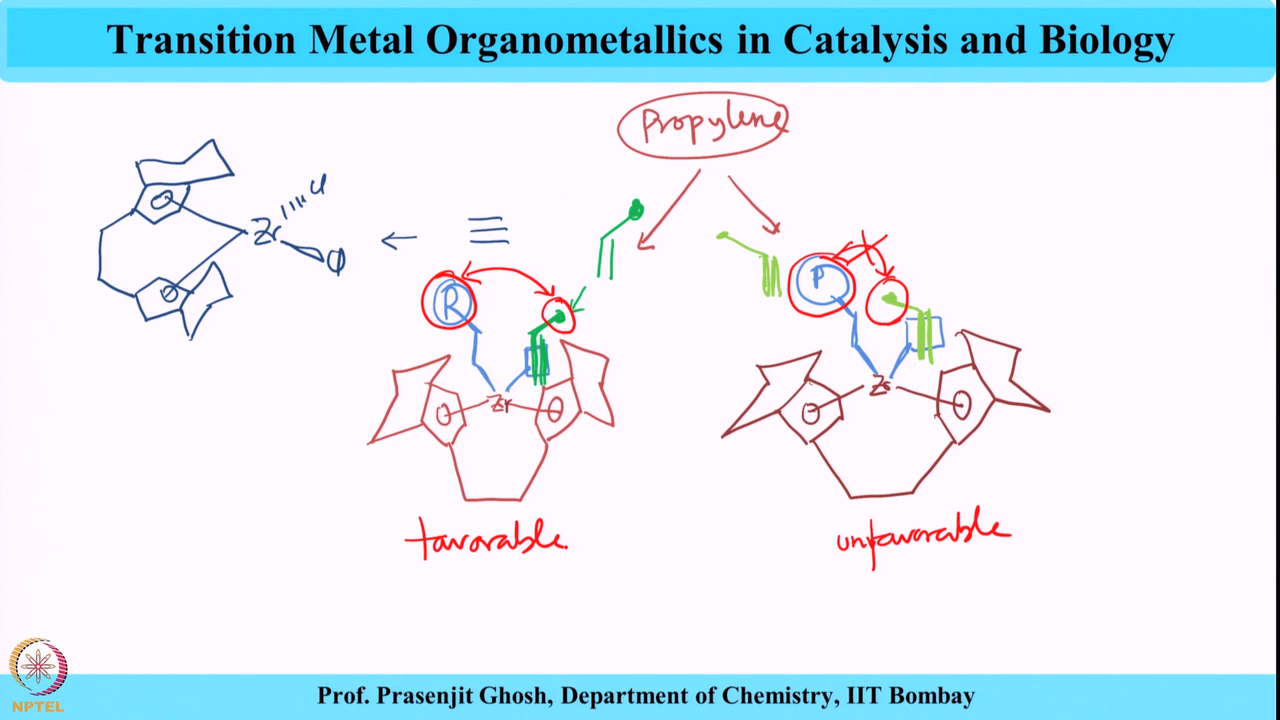 Transition Metal Organometallics in Catalysis and Biology
Propylene
Zr
Cl
R
P
Zr
Zr
favorable
unfavorable
Prof. Prasenjit Ghosh, Department of Chemistry, IIT Bombay
NPTEL